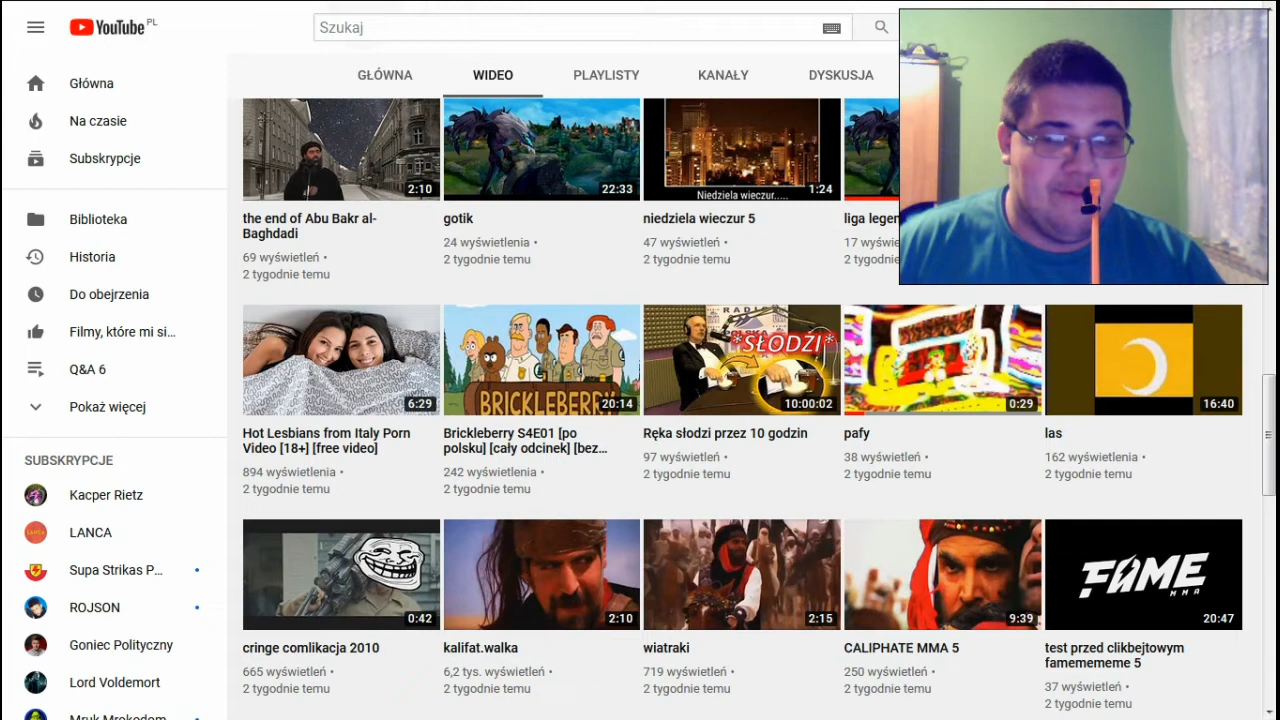 YouTube PL
Szukaj
Główna
Na czasie
Subskrypcje
Biblioteka
Historia
Do obejrzenia
Filmy, które mi si...
Q&A 6
Pokaż więcej
SUBSKRYPCJE
Kacper Rietz
LANCA
Supa Strikas P...
ROJSON
Goniec Polityczny
Lord Voldemort
Mruk Mrokodom
GŁÓWNA
WIDEO
PLAYLISTY
KANAŁY
DYSKUSJA
2:10
22:33
Niedziela wieczur.....
1:24
the end of Abu Bakr al-
Baghdadi
69 wyświetleń •
2 tygodnie temu
gotik
24 wyświetlenia •
2 tygodnie temu
niedziela wieczur 5
47 wyświetleń •
2 tygodnie temu
liga legen
17 wyświ
2 tygodni
6:29
BRICKLEBERRY
20:14
*SŁODZI*
10:00:02
0:29
16:40
Hot Lesbians from Italy Porn
Video [18+] [free video]
894 wyświetlenia •
2 tygodnie temu
Brickleberry S4E01 [po
polsku] [cały odcinek] [bez...
242 wyświetlenia •
2 tygodnie temu
Ręka słodzi przez 10 godzin
97 wyświetleń •
2 tygodnie temu
pafy
38 wyświetleń •
2 tygodnie temu
las
162 wyświetlenia •
2 tygodnie temu
0:42
2:10
2:15
9:39
FAME
MMA
20:47
cringe comlikacja 2010
665 wyświetleń •
2 tygodnie temu
kalifat.walka
6,2 tys. wyświetleń •
2 tygodnie temu
wiatraki
719 wyświetleń •
2 tygodnie temu
CALIPHATE MMA 5
250 wyświetleń •
2 tygodnie temu
test przed clikbejtowym
famemememe 5
37 wyświetleń •
2 tygodnie temu